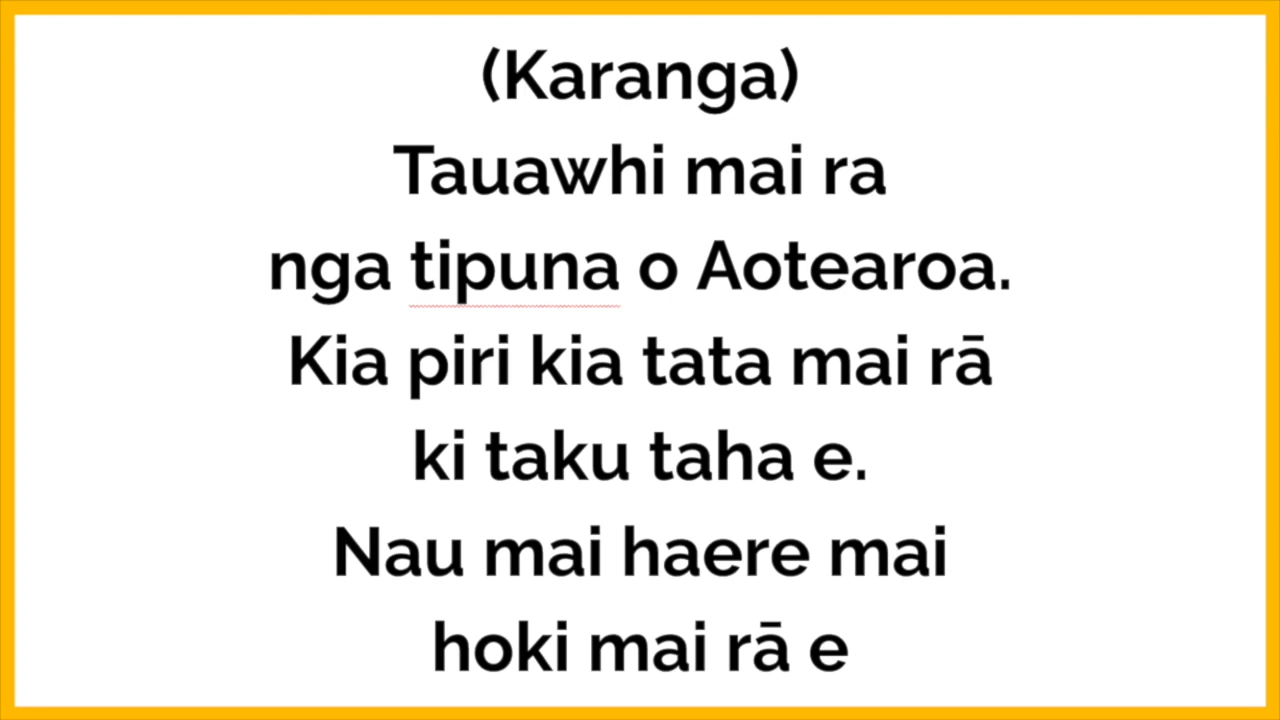 (Karanga)
Tauawhi mai ra
nga tipuna o Aotearoa.
Kia piri kia tata mai rā
ki taku taha e.
Nau mai haere mai
hoki mai rā e